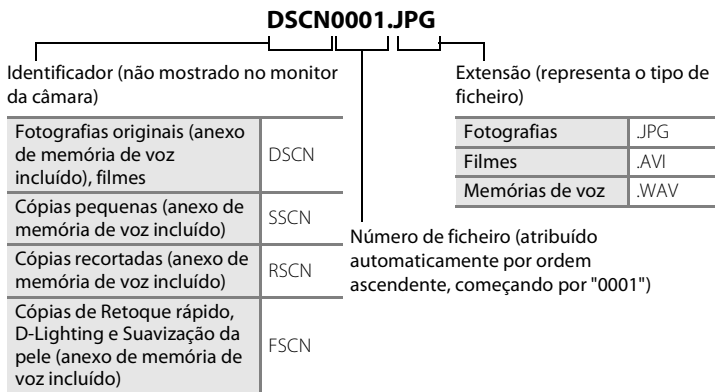 DSCN0001.JPG
Identificador (não mostrado no monitor
da câmara)
Fotografias originais (anexo
de memória de voz
incluído), filmes
DSCN
Cópias pequenas (anexo de
memória de voz incluído)
SSCN
Cópias recortadas (anexo de
memória de voz incluído)
RSCN
Cópias de Retoque rápido,
D-Lighting e Suavização da
pele (anexo de memória de
voz incluído)
FSCN
Extensão (representa o tipo de
ficheiro)
Fotografias .JPG
Filmes .AVI
Memórias de voz .WAV
Número de ficheiro (atribuído
automaticamente por ordem
ascendente, começando por "0001")